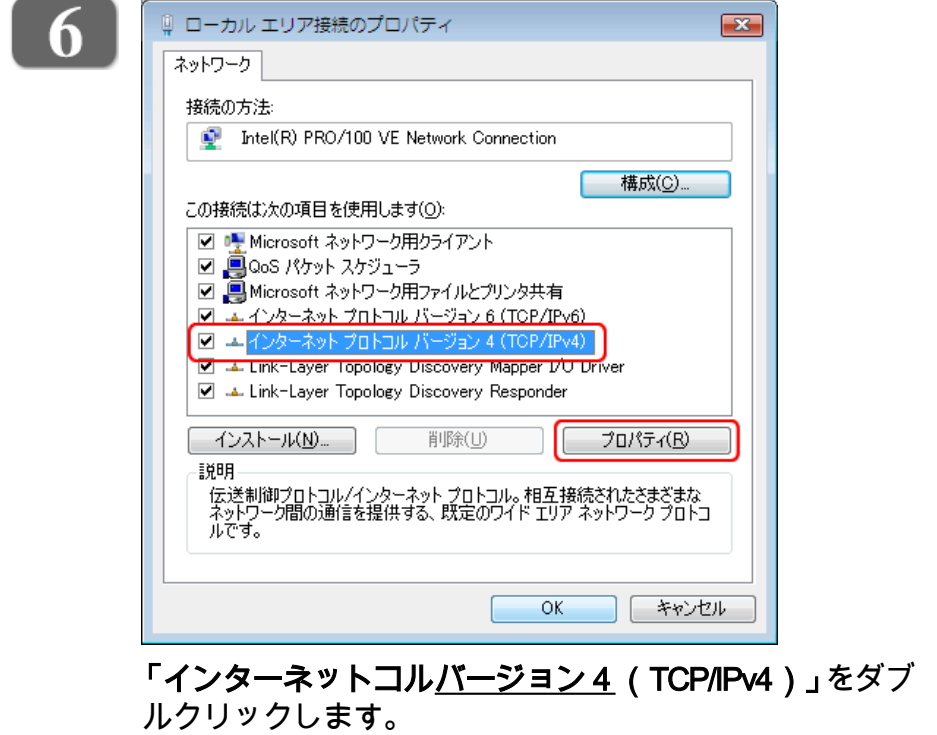 6
ローカル エリア接続のプロパティ
ネットワーク
接続の方法:
Intel(R) PRO/100 VE Network Connection
構成(C)...
この接続は次の項目を使用します(O):
Microsoft ネットワーク用クライアント
QoS パケット スケジューラ
Microsoft ネットワーク用ファイルとプリンタ共有
インターネット プロトコル バージョン 6 (TCP/IPv6)
インターネット プロトコル バージョン 4 (TCP/IPv4)
Link-Layer Topology Discovery Mapper I/O Driver
Link-Layer Topology Discovery Responder
インストール(N)...
削除(U)
プロパティ(R)
説明
伝送制御プロトコル/インターネット プロトコル。相互接続されたさまざまな
ネットワーク間の通信を提供する、既定のワイド エリア ネットワーク プロトコ
ルです。
OK
キャンセル
「インターネットコルバージョン４（TCP/IPv4）」をダブ
ルクリックします。